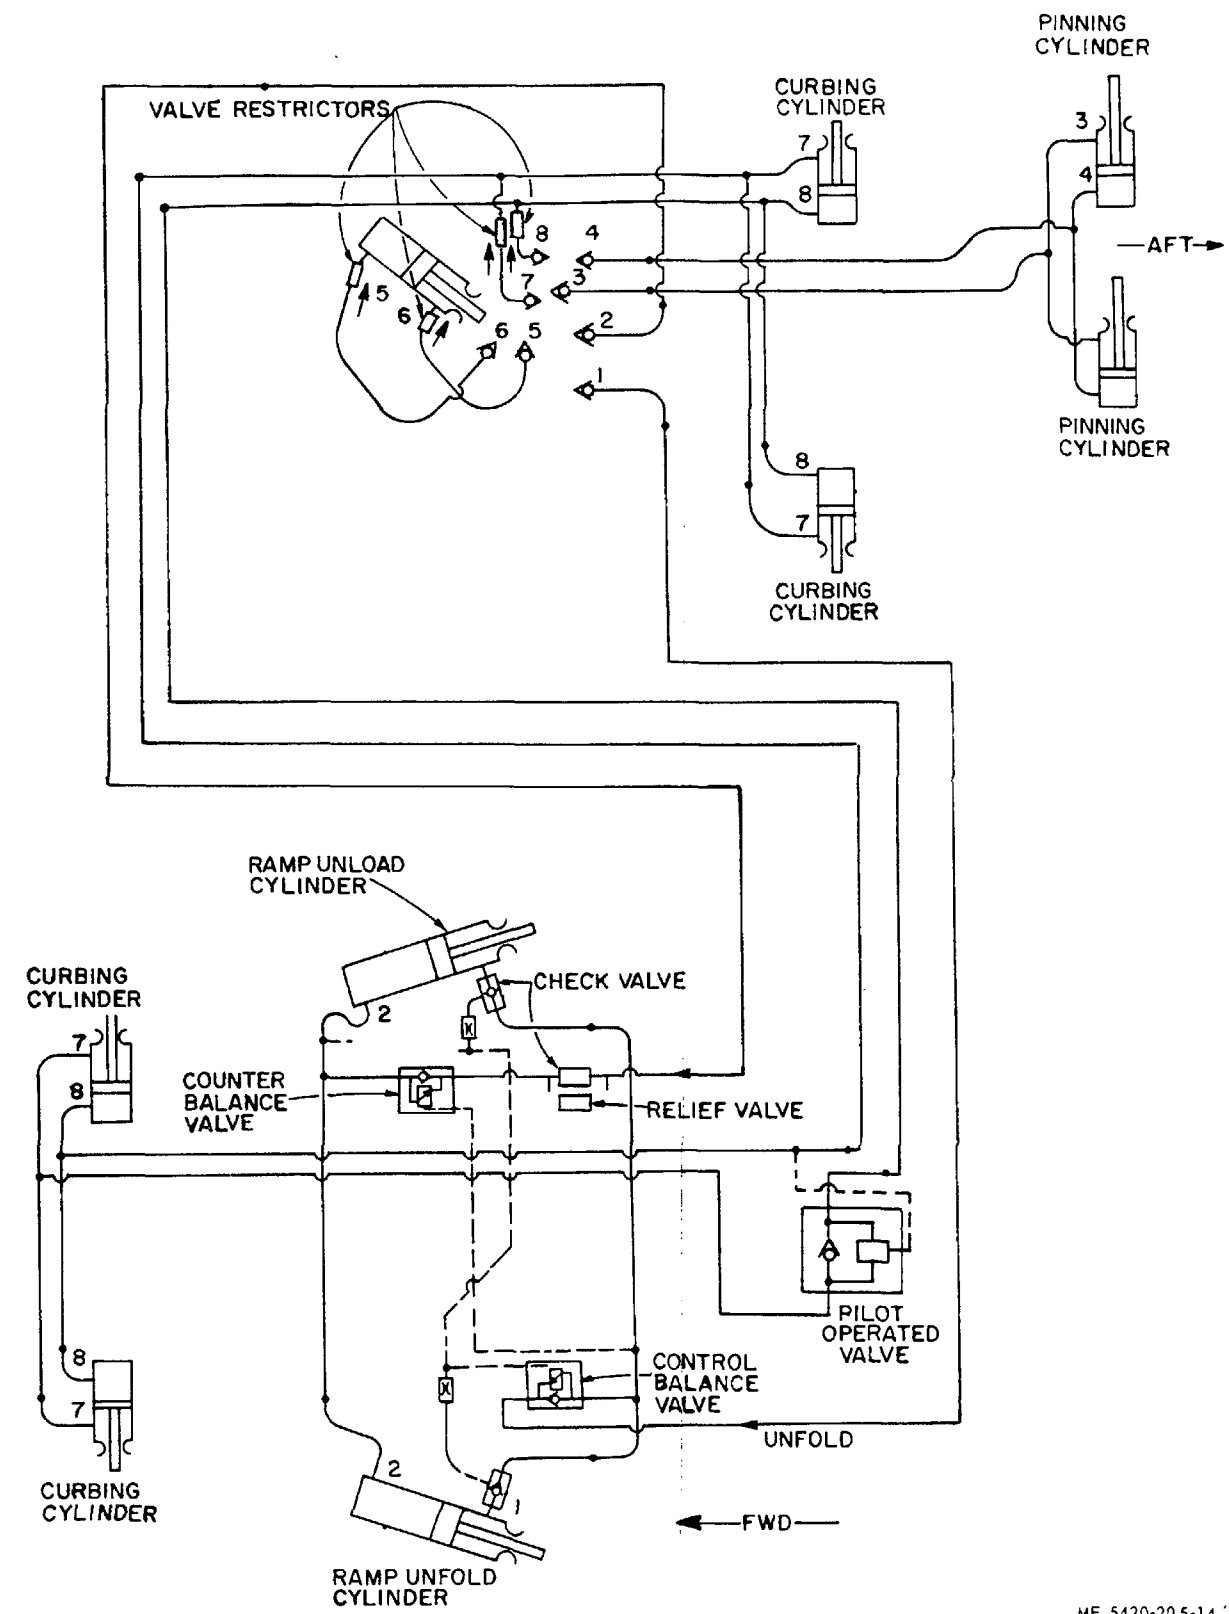 PINNING
CYLINDER
CURBING
CYLINDER
VALVE RESTRICTORS
3
7
4
8
8
4
AFT
5
7
3
6
6
5
2
1
PINNING
CYLINDER
8
7
CURBING
CYLINDER
RAMP UNLOAD
CYLINDER
CURBING
CYLINDER
CHECK VALVE
2
7
COUNTER
BALANCE
VALVE
8
RELIEF VALVE
PILOT
OPERATED
VALVE
8
CONTROL
BALANCE
VALVE
7
UNFOLD
2
CURBING
CYLINDER
1
FWD
RAMP UNFOLD
CYLINDER